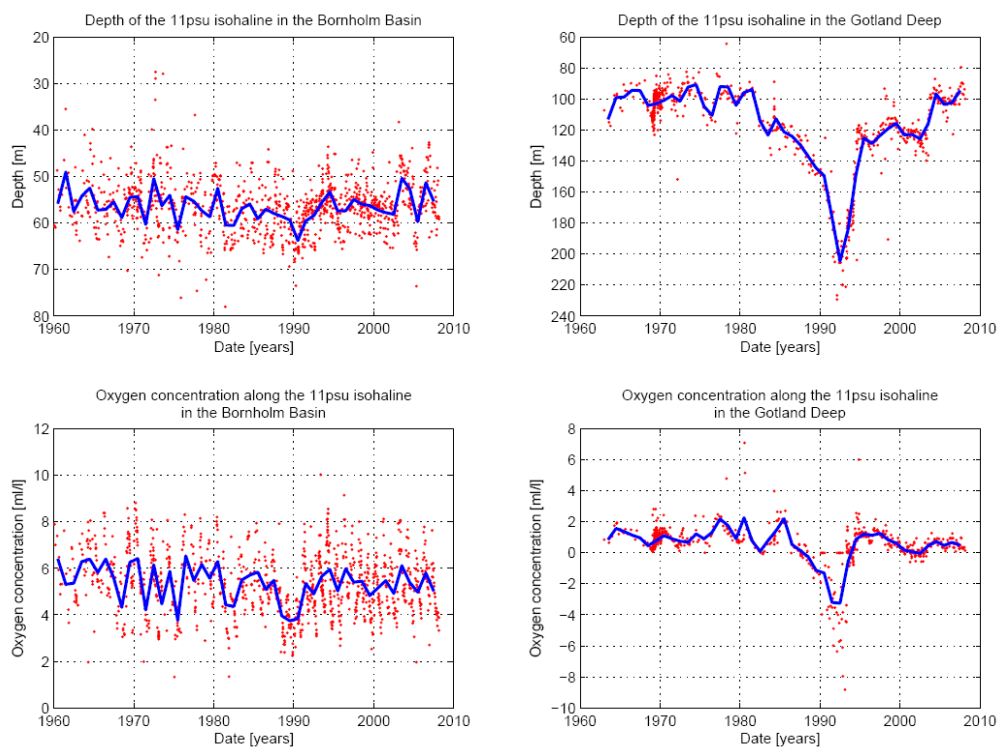 Depth of the 11psu isohaline in the Bornholm Basin
20
30
40
50
60
70
80
Depth [m]
1960 1970 1980 1990 2000 2010
Date [years]
Depth of the 11psu isohaline in the Gotland Deep
60
80
100
120
140
160
180
200
220
240
Depth [m]
1960 1970 1980 1990 2000 2010
Date [years]
Oxygen concentration along the 11psu isohaline
in the Bornholm Basin
12
10
8
6
4
2
0
Oxygen concentration [ml/l]
1960 1970 1980 1990 2000 2010
Date [years]
Oxygen concentration along the 11psu isohaline
in the Gotland Deep
8
6
4
2
0
−2
−4
−6
−8
−10
Oxygen concentration [ml/l]
1960 1970 1980 1990 2000 2010
Date [years]